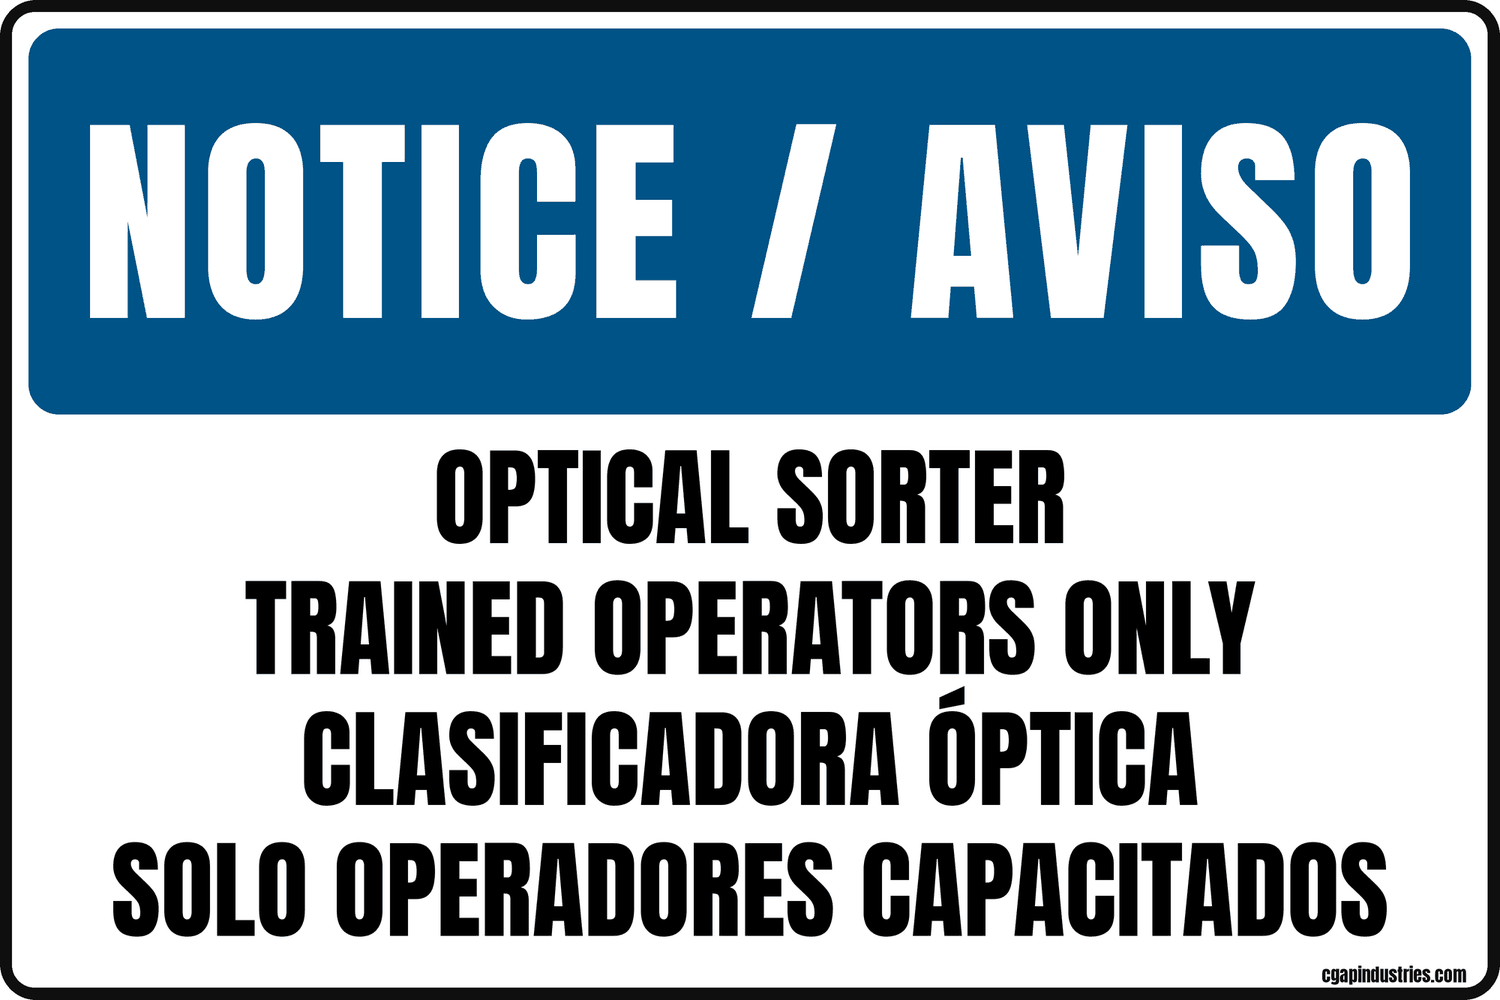 NOTICE / AVISO
OPTICAL SORTER
TRAINED OPERATORS ONLY
CLASIFICADORA ÓPTICA
SOLO OPERADORES CAPACITADOS
cgapindustries.com